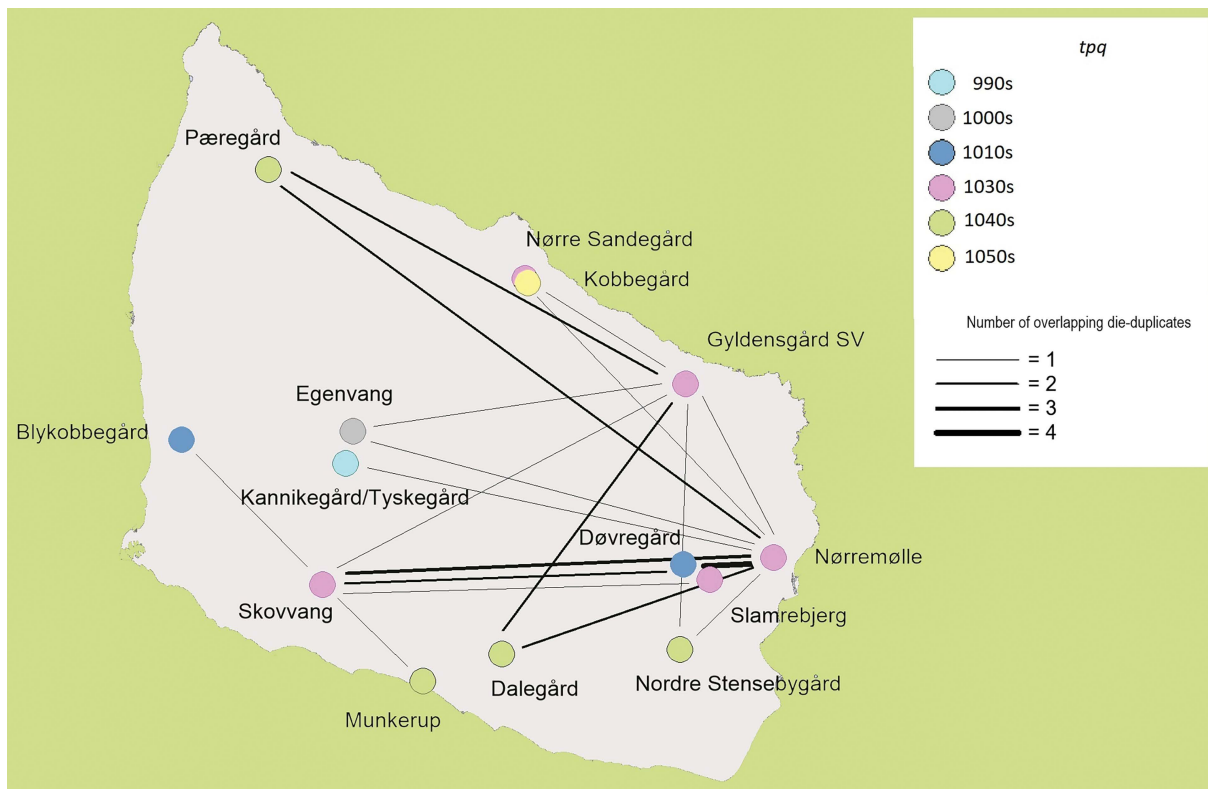 Pæregård
Nørre Sandegård
Kobbegård
Gyldensgård SV
Egenvang
Blykobbegård
Kannikegård/Tyskegård
Døvregård
Nørremølle
Skovvang
Slamrebjerg
Dalegård
Nordre Stensebygård
Munkerup
tpq
990s
1000s
1010s
1030s
1040s
1050s
Number of overlapping die-duplicates
= 1
= 2
= 3
= 4